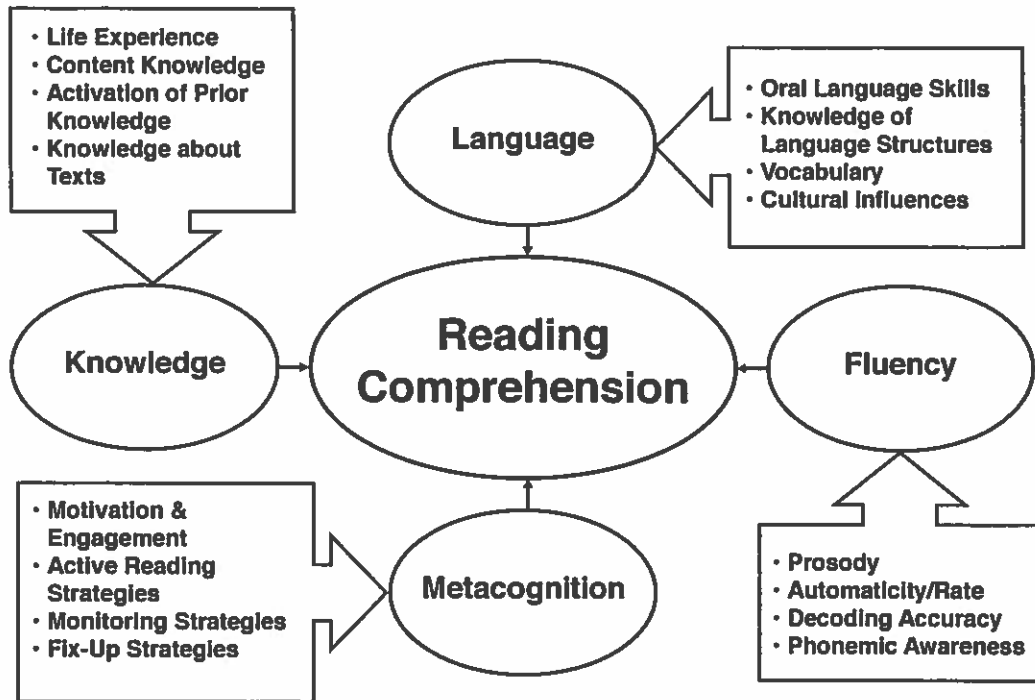 • Life Experience
• Content Knowledge
• Activation of Prior
Knowledge
• Knowledge about
Texts
Language
• Oral Language Skills
• Knowledge of
Language Structures
• Vocabulary
• Cultural Influences
Knowledge
Reading
Comprehension
Fluency
• Motivation &
Engagement
• Active Reading
Strategies
• Monitoring Strategies
• Fix-Up Strategies
Metacognition
• Prosody
• Automaticity/Rate
• Decoding Accuracy
• Phonemic Awareness